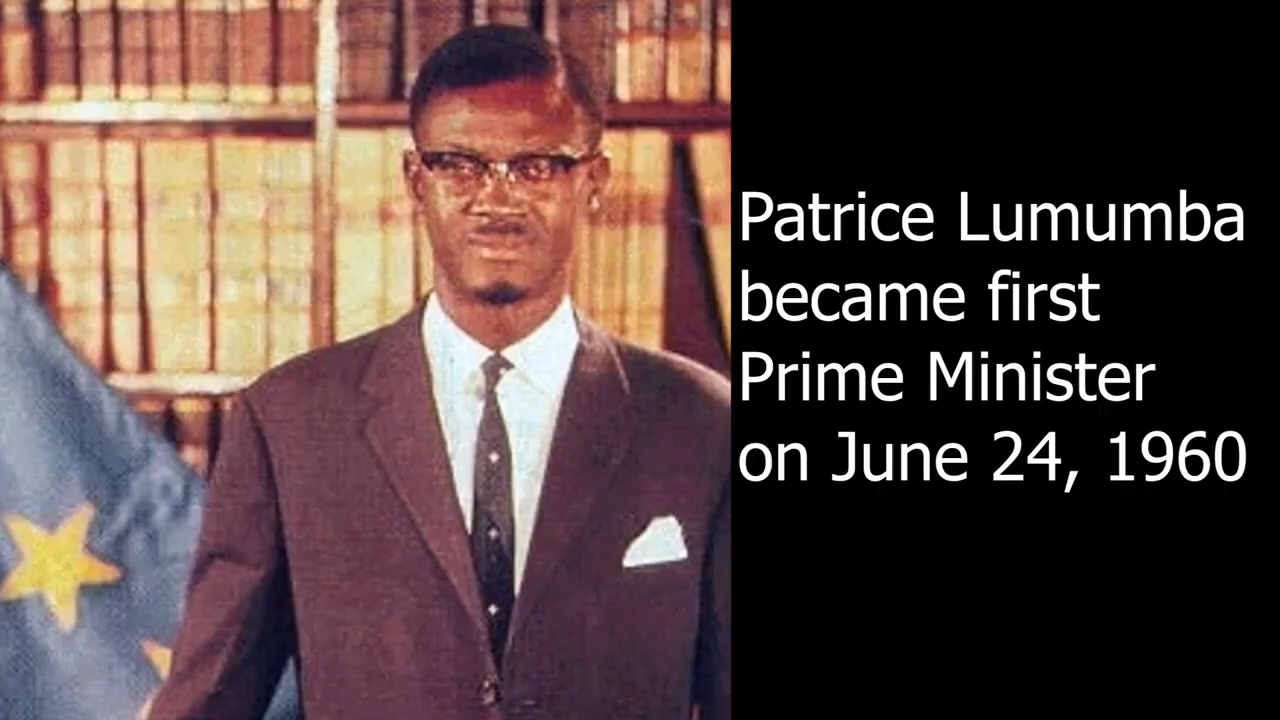 Patrice Lumumba
became first
Prime Minister
on June 24, 1960